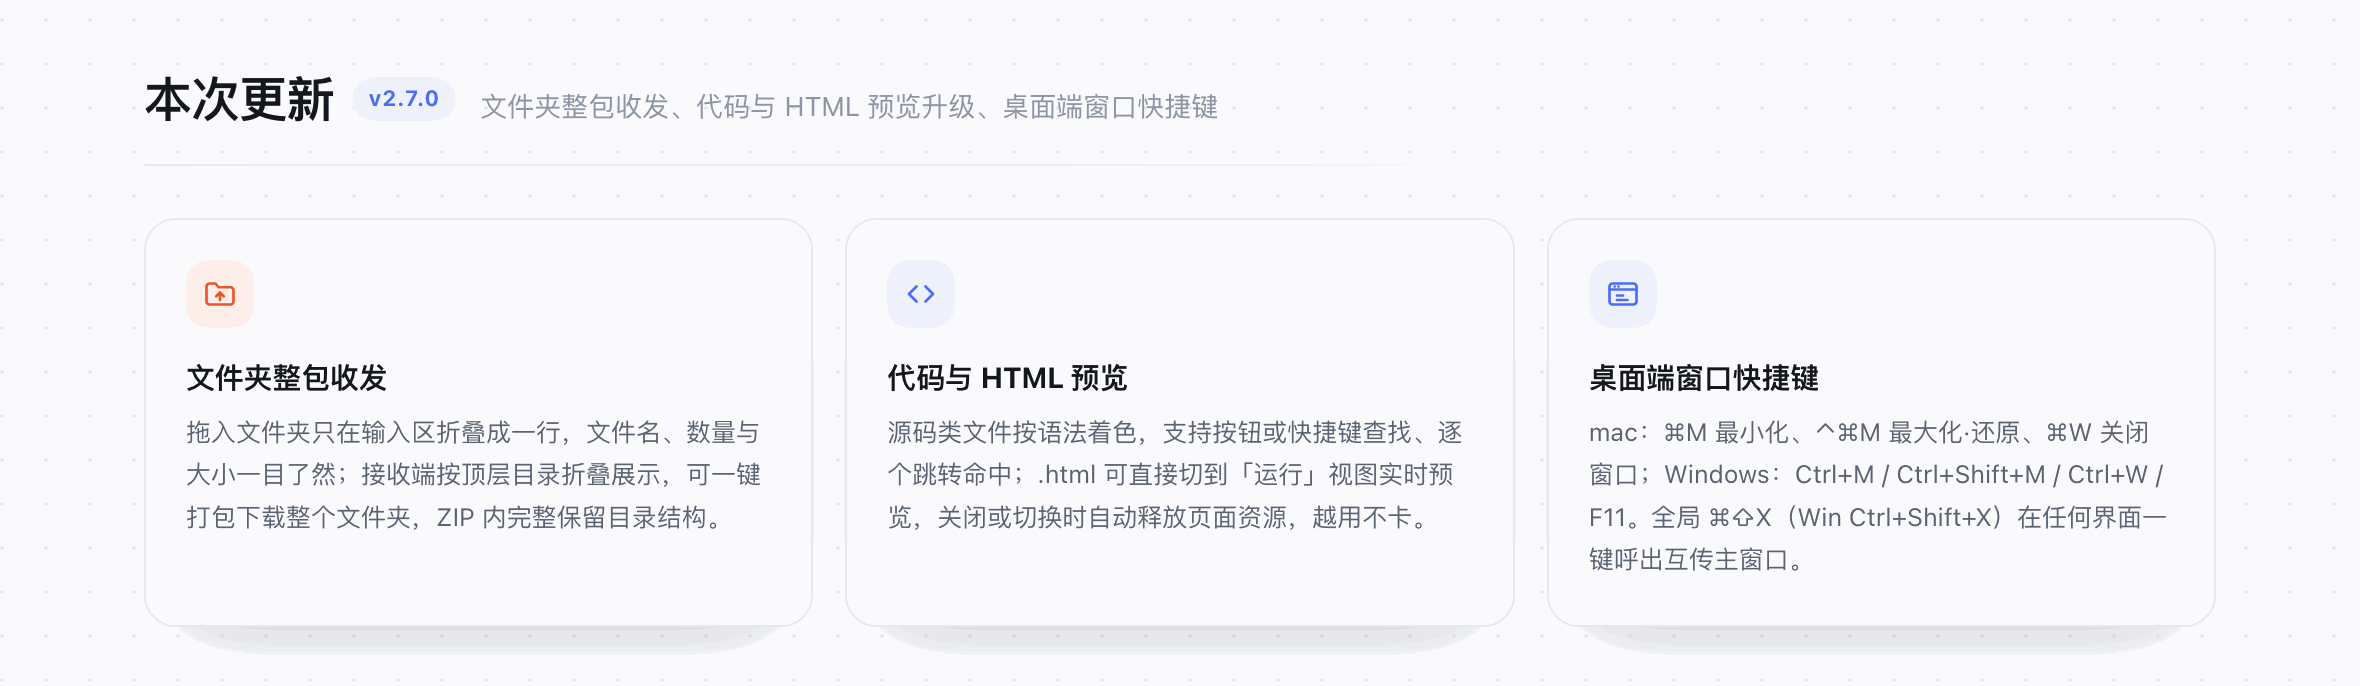 本次更新 v2.7.0 文件夹整包收发、代码与 HTML 预览升级、桌面端窗口快捷键
文件夹整包收发
拖入文件夹只在输入区折叠成一行，文件名、数量与
大小一目了然；接收端按顶层目录折叠展示，可一键
打包下载整个文件夹，ZIP 内完整保留目录结构。
代码与 HTML 预览
源码类文件按语法着色，支持按钮或快捷键查找、逐
个跳转命中；.html 可直接切到「运行」视图实时预
览，关闭或切换时自动释放页面资源，越用不卡。
桌面端窗口快捷键
mac：⌘M 最小化、^⌘M 最大化·还原、⌘W 关闭
窗口；Windows：Ctrl+M / Ctrl+Shift+M / Ctrl+W /
F11。全局 ⌘⇧X（Win Ctrl+Shift+X）在任何界面一
键呼出互传主窗口。